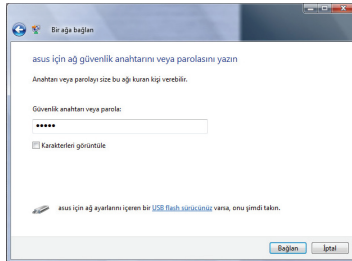 Bir ağa bağlan
asus için ağ güvenlik anahtarını veya parolasını yazın
Anahtarı veya parolayı size bu ağı kuran kişi verebilir.
Güvenlik anahtarı veya parola:
●●●●●
Karakterleri görüntüle
asus için ağ ayarlarını içeren bir USB flash sürücünüz varsa, onu şimdi takın.
Bağlan İptal